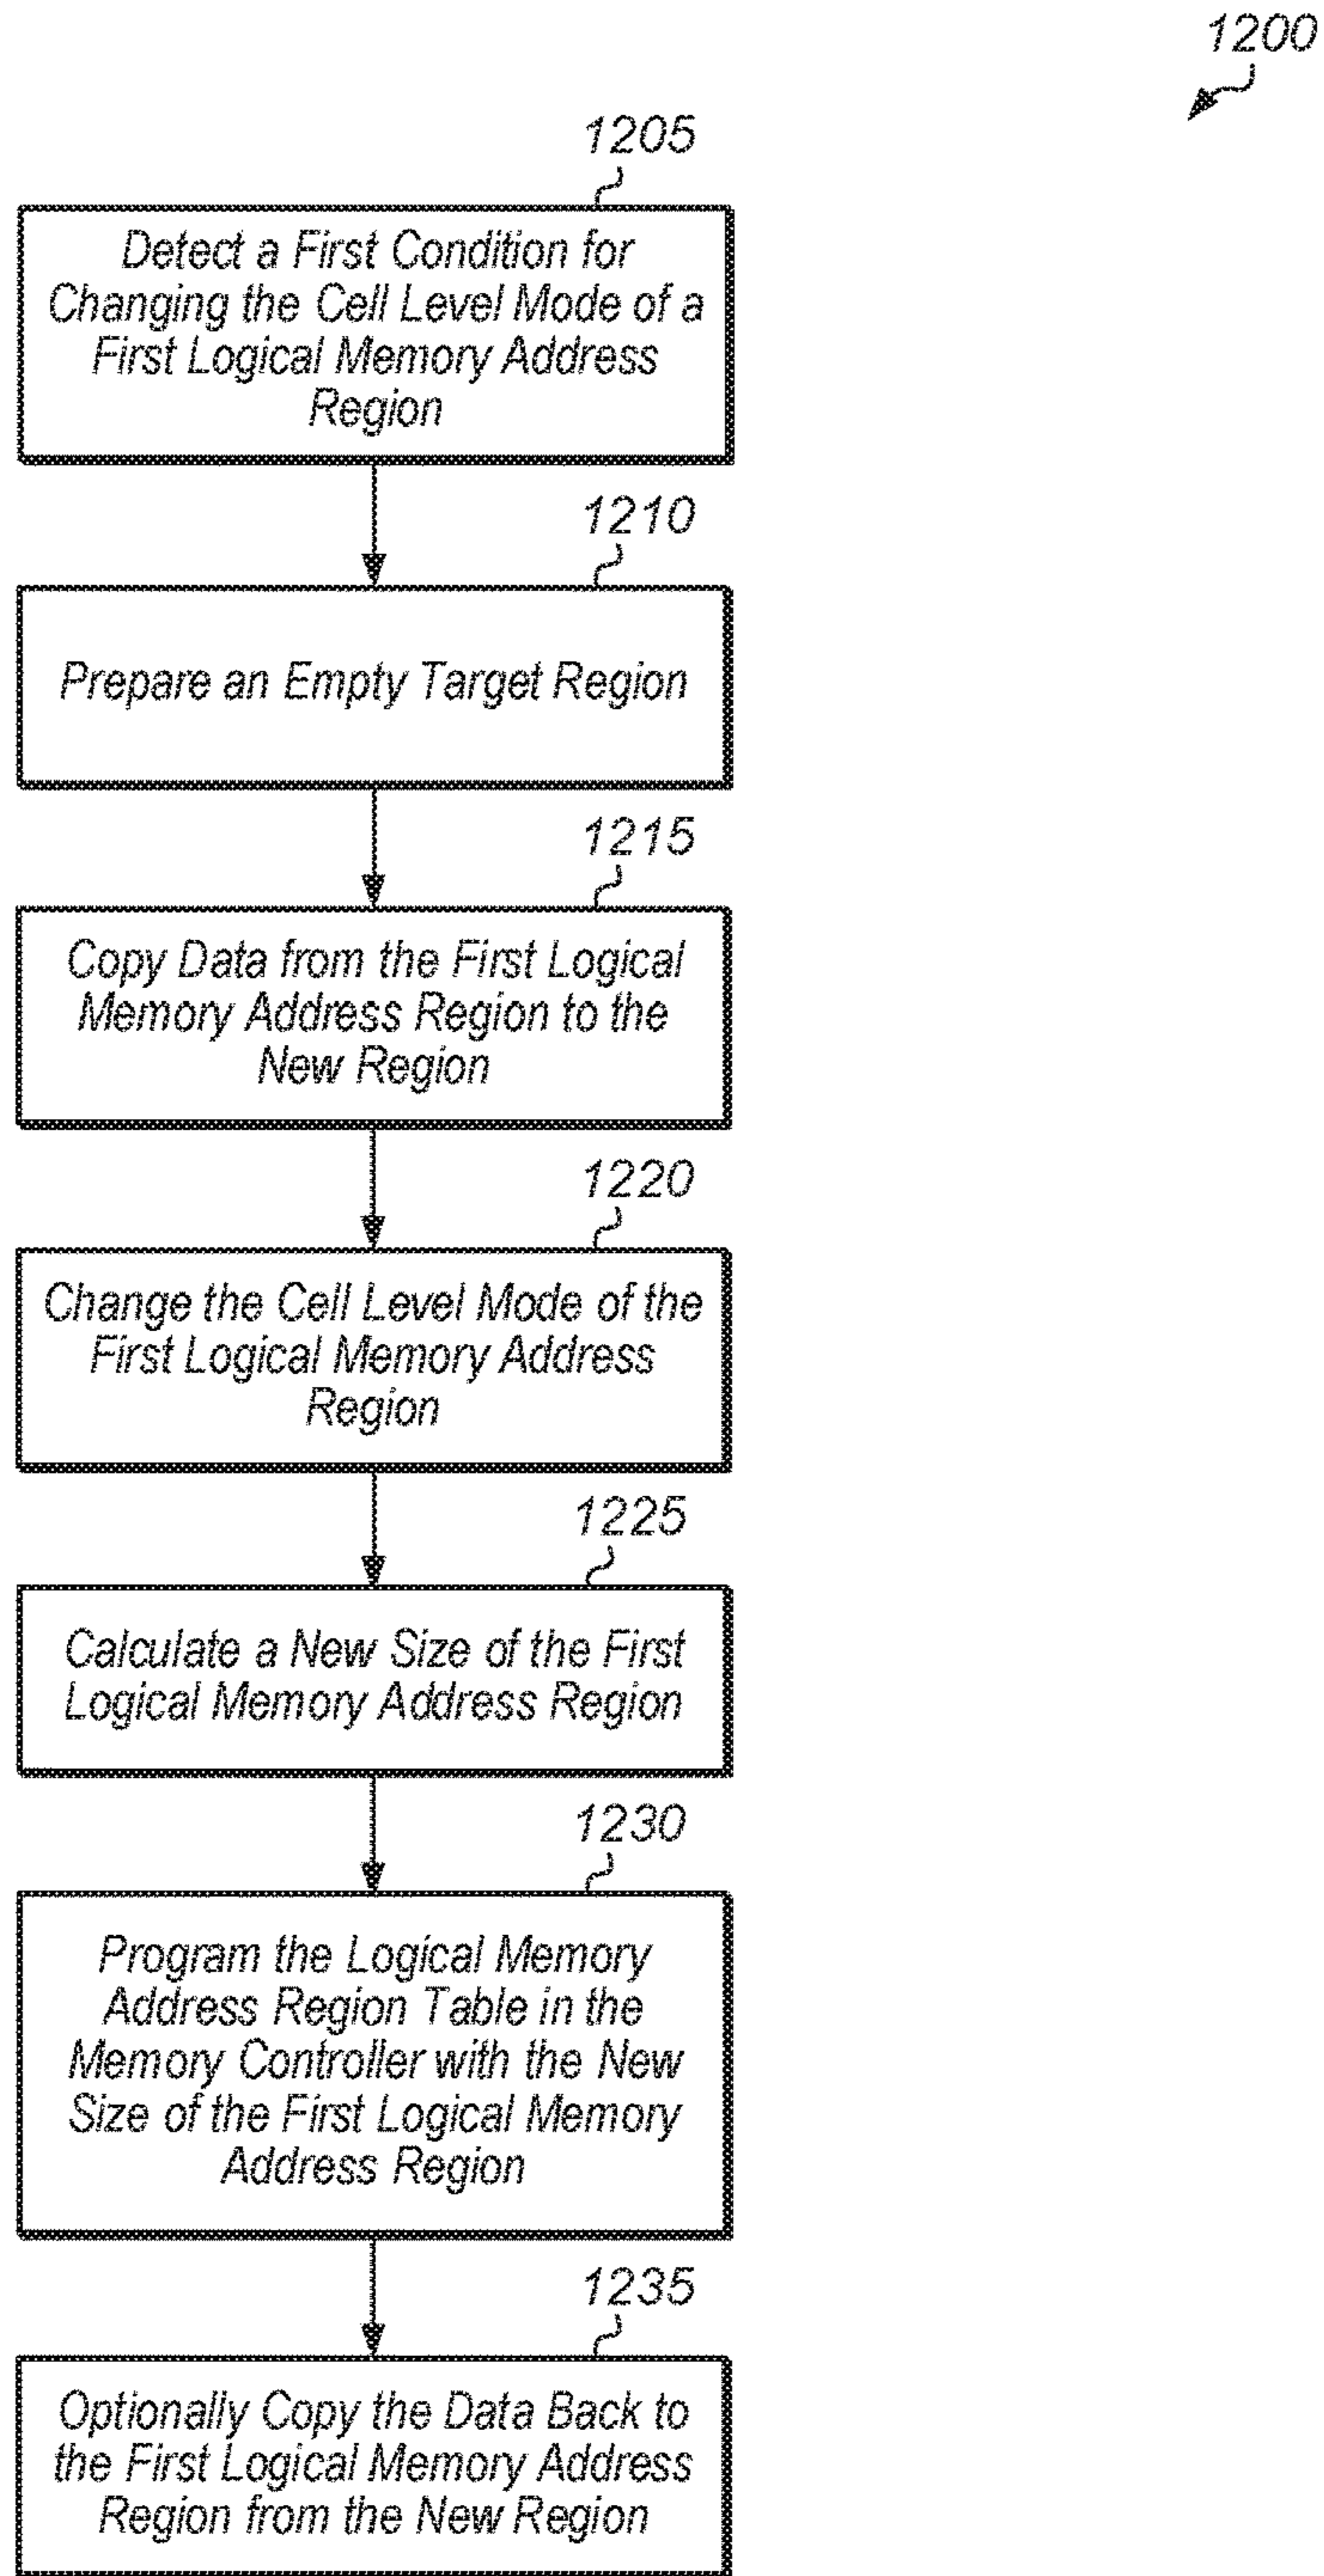 1200
1205
Detect a First Condition for
Changing the Cell Level Mode of a
First Logical Memory Address
Region
1210
Prepare an Empty Target Region
1215
Copy Data from the First Logical
Memory Address Region to the
New Region
1220
Change the Cell Level Mode of the
First Logical Memory Address
Region
1225
Calculate a New Size of the First
Logical Memory Address Region
1230
Program the Logical Memory
Address Region Table in the
Memory Controller with the New
Size of the First Logical Memory
Address Region
1235
Optionally Copy the Data Back to
the First Logical Memory Address
Region from the New Region